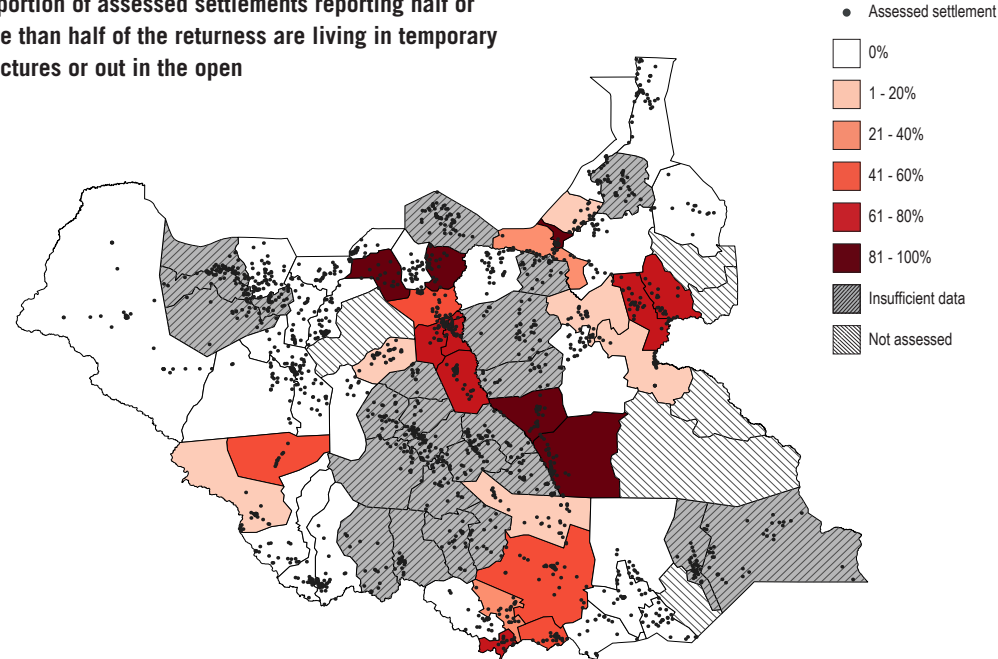 portion of assessed settlements reporting half or
than half of the returness are living in temporary
or out in the open
Assessed settlement
0%
1 - 20%
21 - 40%
41 - 60%
61 - 80%
81 - 100%
Insufficient data
Not assessed